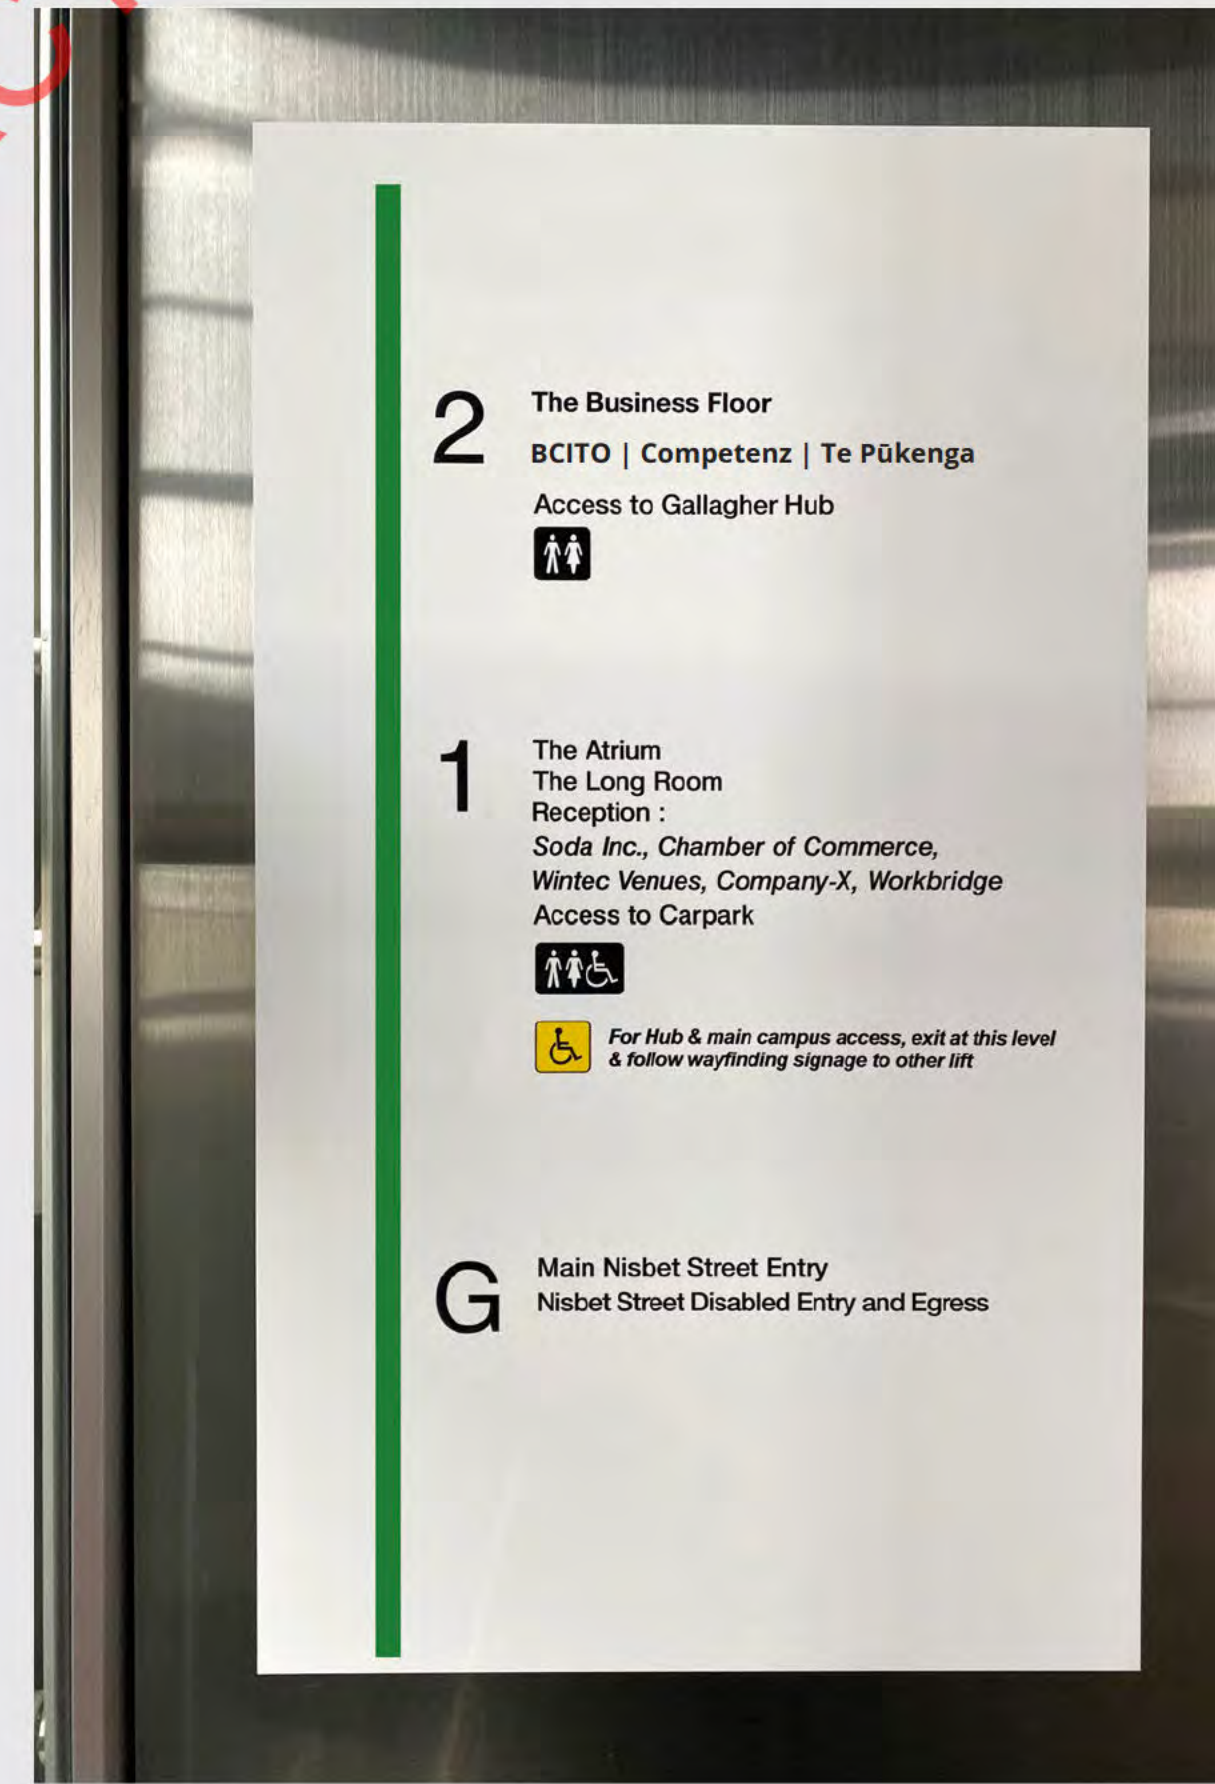 2
The Business Floor
BCITO | Competenz | Te Pūkenga
Access to Gallagher Hub
1
The Atrium
The Long Room
Reception :
Soda Inc., Chamber of Commerce,
Wintec Venues, Company-X, Workbridge
Access to Carpark
For Hub & main campus access, exit at this level
& follow wayfinding signage to other lift
G
Main Nisbet Street Entry
Nisbet Street Disabled Entry and Egress